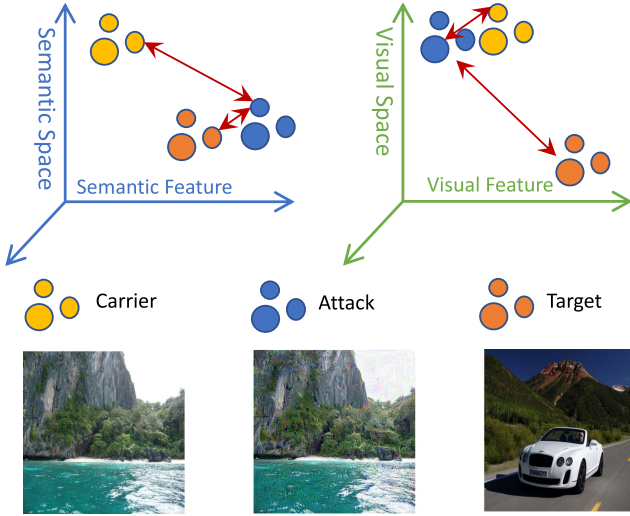 Semantic Space
Semantic Feature
Visual Space
Visual Feature
Carrier
Attack
Target